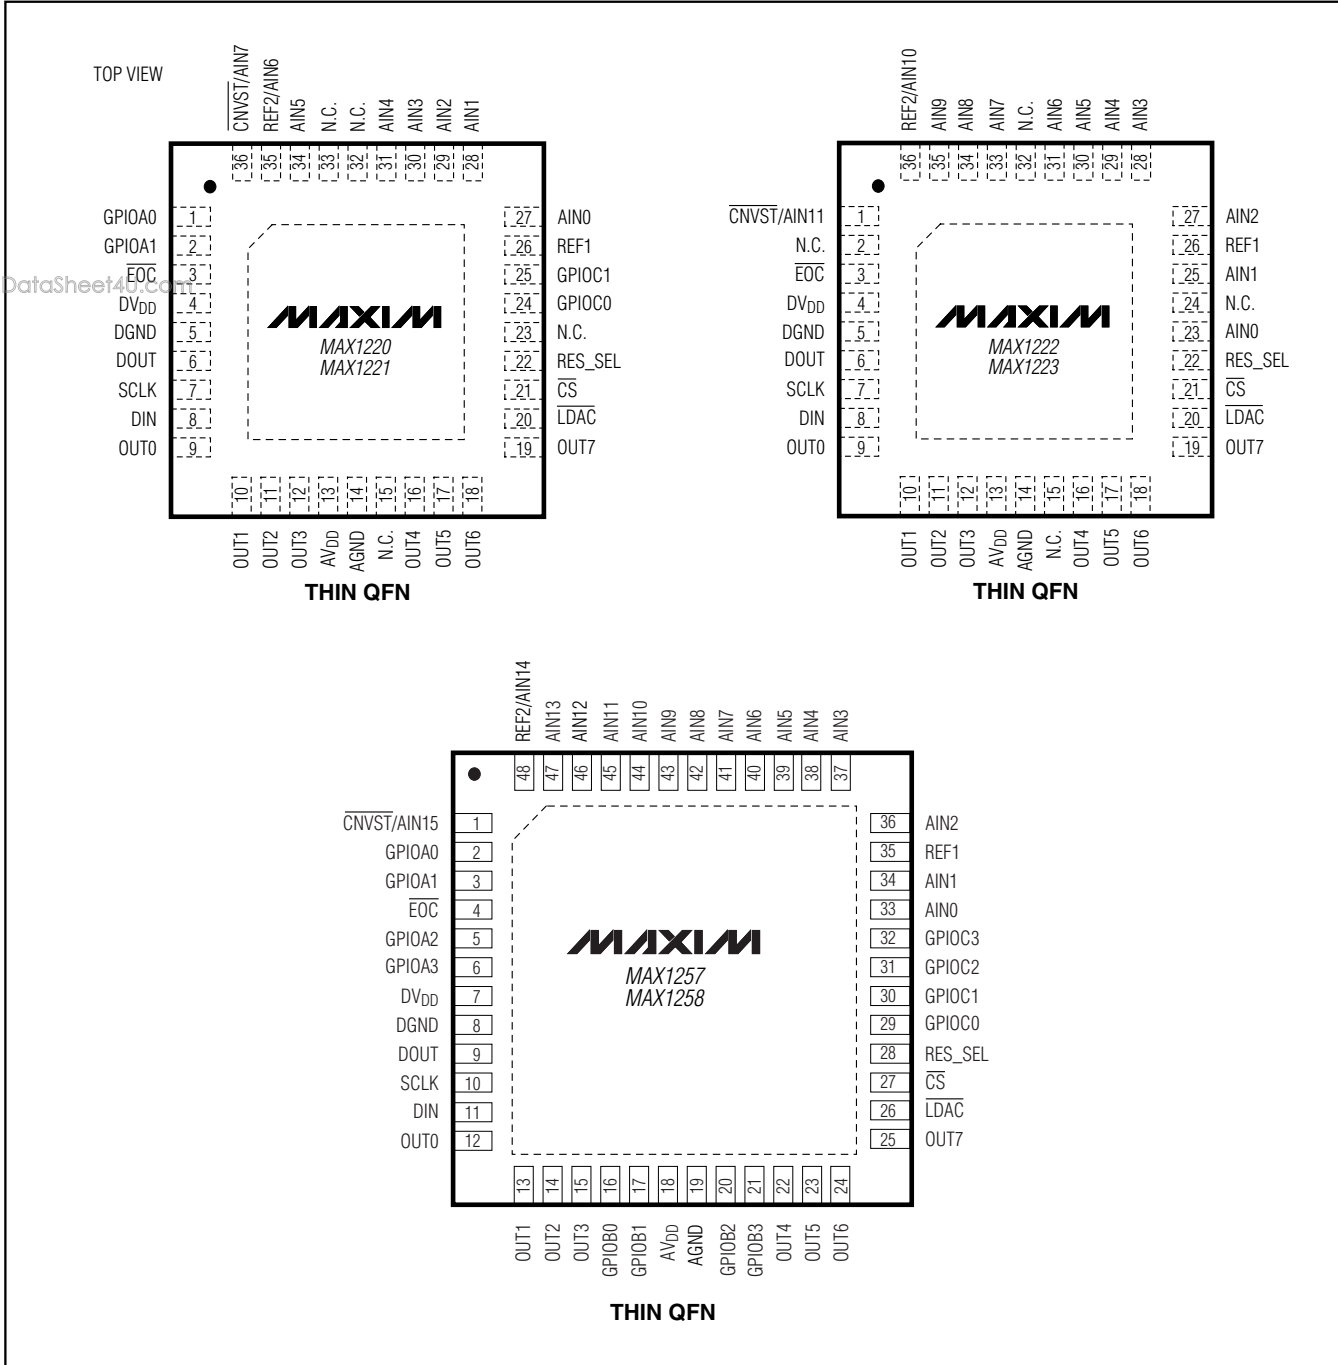 TOP VIEW
CNVST/AIN7
REF2/AIN6
AIN5
N.C.
N.C.
AIN4
AIN3
AIN2
AIN1
36 35 34 33 32 31 30 29 28
GPIOA0 1
GPIOA1 2
EOC 3
DVDD 4
DGND 5
DOUT 6
SCLK 7
DIN 8
OUT0 9
DataSheet4U.com
MAXIM
MAX1220
MAX1221
27 AIN0
26 REF1
25 GPIOC1
24 GPIOC0
23 N.C.
22 RES_SEL
21 CS
20 LDAC
19 OUT7
10 11 12 13 14 15 16 17 18
OUT1
OUT2
OUT3
AVDD
AGND
N.C.
OUT4
OUT5
OUT6
THIN QFN
REF2/AIN10
AIN9
AIN8
AIN7
N.C.
AIN6
AIN5
AIN4
AIN3
36 35 34 33 32 31 30 29 28
CNVST/AIN11 1
N.C. 2
EOC 3
DVDD 4
DGND 5
DOUT 6
SCLK 7
DIN 8
OUT0 9
MAXIM
MAX1222
MAX1223
27 AIN2
26 REF1
25 AIN1
24 N.C.
23 AIN0
22 RES_SEL
21 CS
20 LDAC
19 OUT7
10 11 12 13 14 15 16 17 18
OUT1
OUT2
OUT3
AVDD
AGND
N.C.
OUT4
OUT5
OUT6
THIN QFN
REF2/AIN14
AIN13
AIN12
AIN11
AIN10
AIN9
AIN8
AIN7
AIN6
AIN5
AIN4
AIN3
48 47 46 45 44 43 42 41 40 39 38 37
CNVST/AIN15 1
GPIOA0 2
GPIOA1 3
EOC 4
GPIOA2 5
GPIOA3 6
DVDD 7
DGND 8
DOUT 9
SCLK 10
DIN 11
OUT0 12
MAXIM
MAX1257
MAX1258
36 AIN2
35 REF1
34 AIN1
33 AIN0
32 GPIOC3
31 GPIOC2
30 GPIOC1
29 GPIOC0
28 RES_SEL
27 CS
26 LDAC
25 OUT7
13 14 15 16 17 18 19 20 21 22 23 24
OUT1
OUT2
OUT3
GPIOB0
GPIOB1
AVDD
AGND
GPIOB2
GPIOB3
OUT4
OUT5
OUT6
THIN QFN